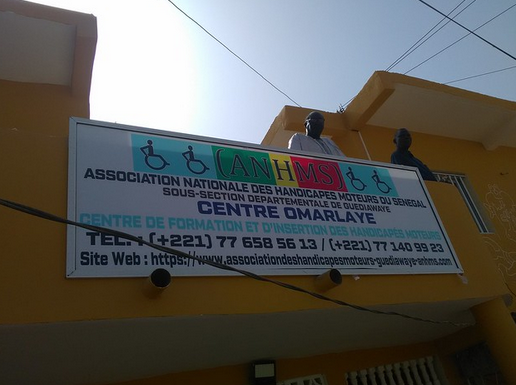 (ANHMS)
ASSOCIATION NATIONALE DES HANDICAPES MOTEURS DU SENEGAL
SOUS-SECTION DEPARTEMENTALE DE GUEDIAWAYE
CENTRE OMARLAYE
CENTRE DE FORMATION ET D'INSERTION DES HANDICAPÉS MOTEURS
TEL. : (+221) 77 658 56 13 / (+221) 77 140 99 23
Site Web : https://www.associationdeshandicapesmoteurs-guediawaye-anhms.com